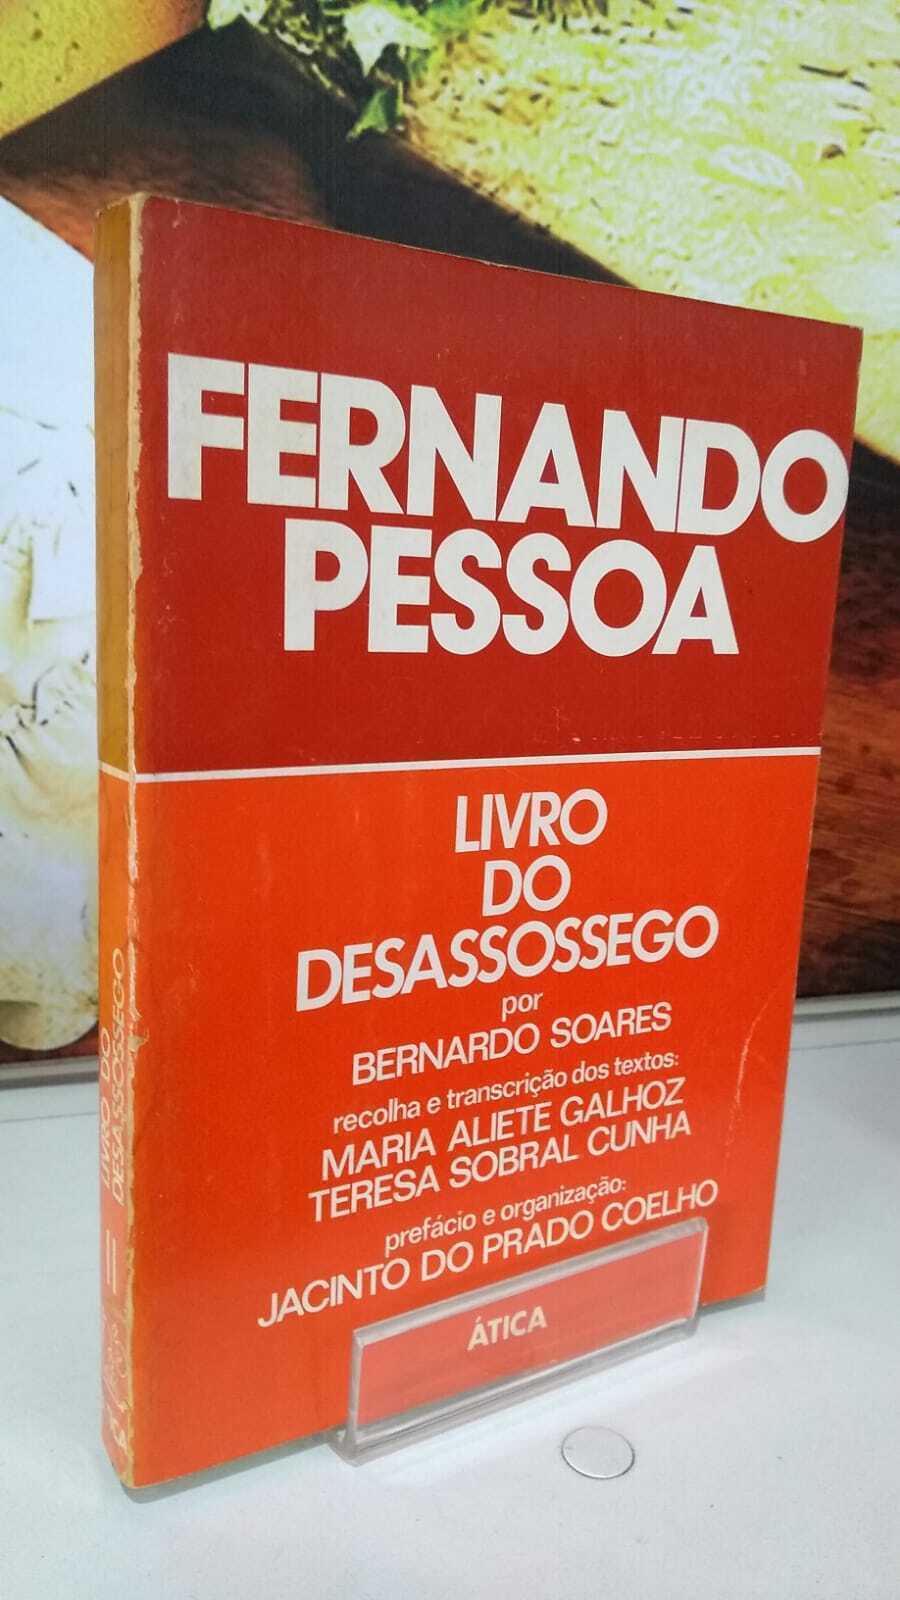 FERNANDO
PESSOA
LIVRO
DO
DESASSOSSEGO
por
BERNARDO SOARES
recolha e transcrição dos textos:
MARIA ALIETE GALHOZ
TERESA SOBRAL CUNHA
prefácio e organização:
JACINTO DO PRADO COELHO
ÁTICA
LIVRO DO
DESASSOSSEGO
II